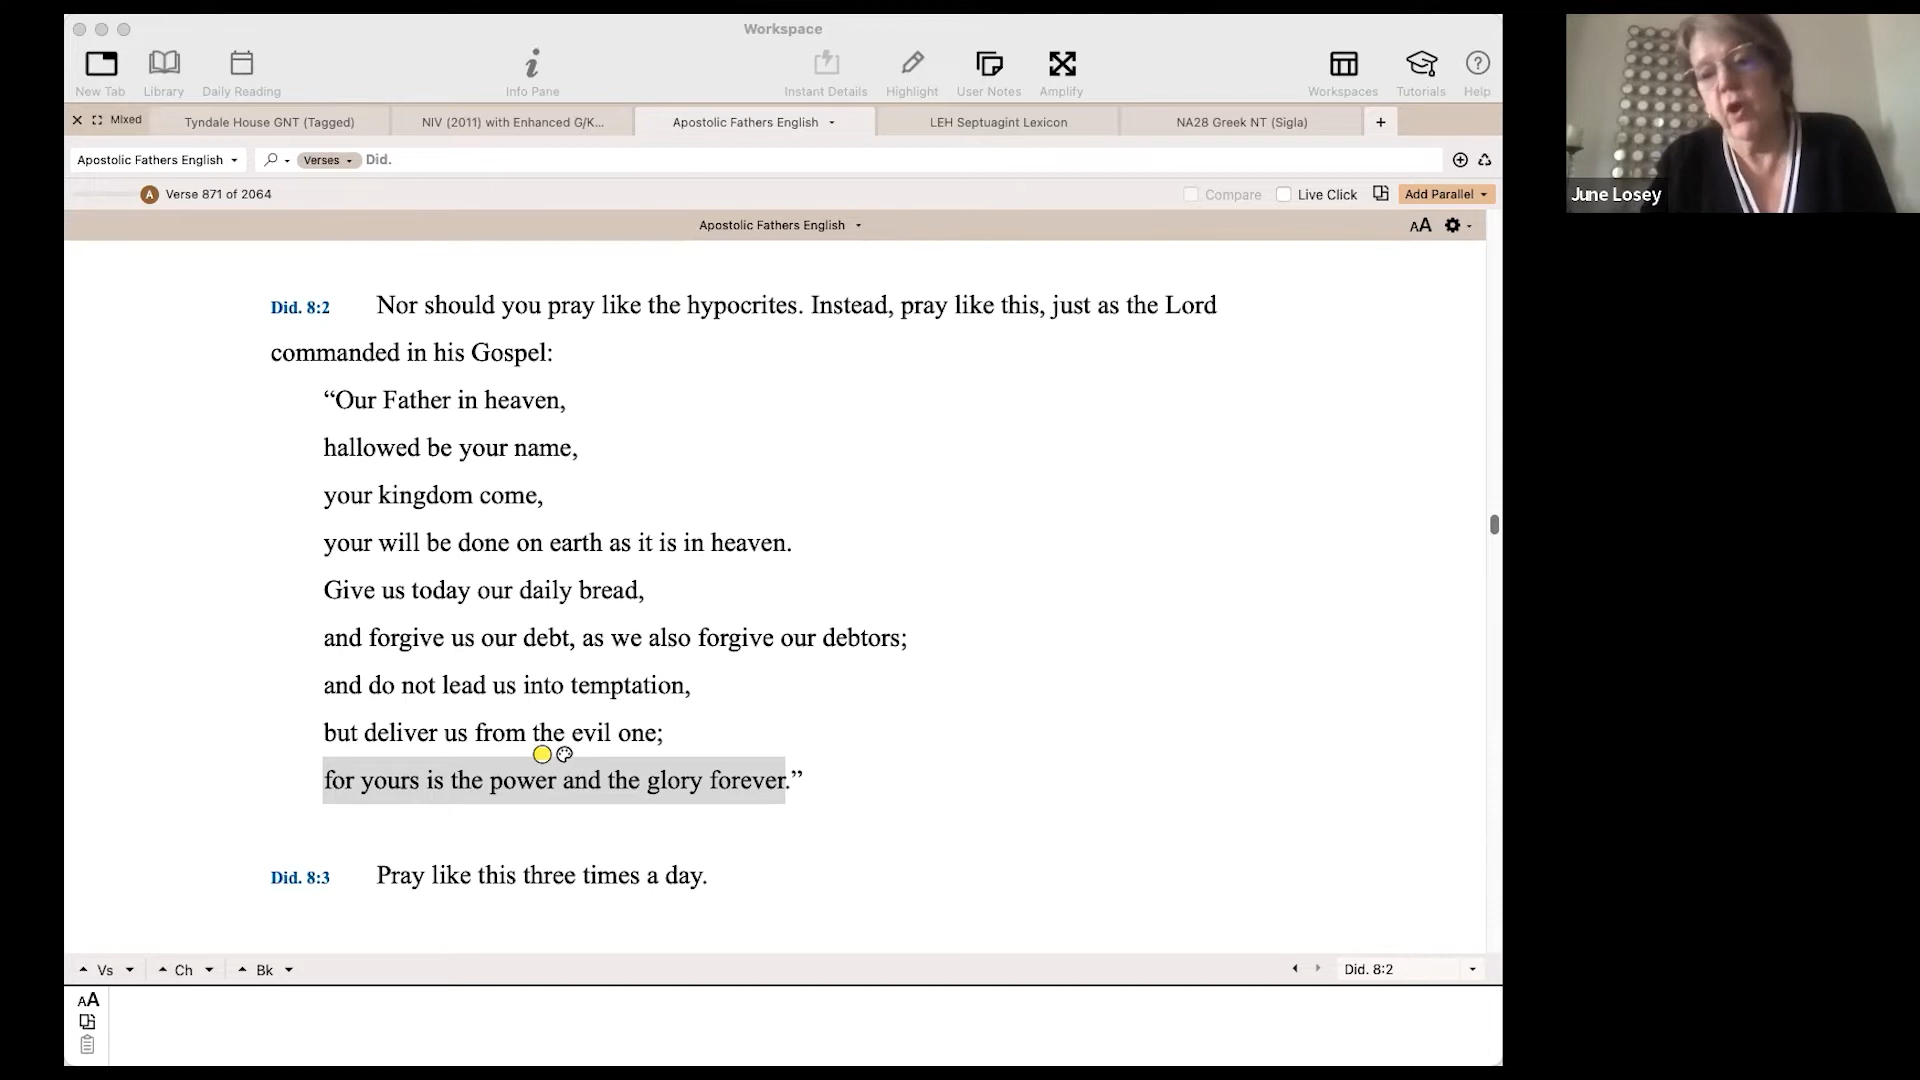 Workspace
New Tab Library Daily Reading Info Pane Instant Details Highlight User Notes Amplify Workspaces Tutorials Help
Mixed Tyndale House GNT (Tagged) NIV (2011) with Enhanced G/K... Apostolic Fathers English LEH Septuagint Lexicon NA28 Greek NT (Sigla) +
Apostolic Fathers English Verses Did.
A Verse 871 of 2064 Compare Live Click Add Parallel
Apostolic Fathers English AA
Did. 8:2 Nor should you pray like the hypocrites. Instead, pray like this, just as the Lord
commanded in his Gospel:
“Our Father in heaven,
hallowed be your name,
your kingdom come,
your will be done on earth as it is in heaven.
Give us today our daily bread,
and forgive us our debt, as we also forgive our debtors;
and do not lead us into temptation,
but deliver us from the evil one;
for yours is the power and the glory forever.”
Did. 8:3 Pray like this three times a day.
Vs Ch Bk Did. 8:2
AA
June Losey